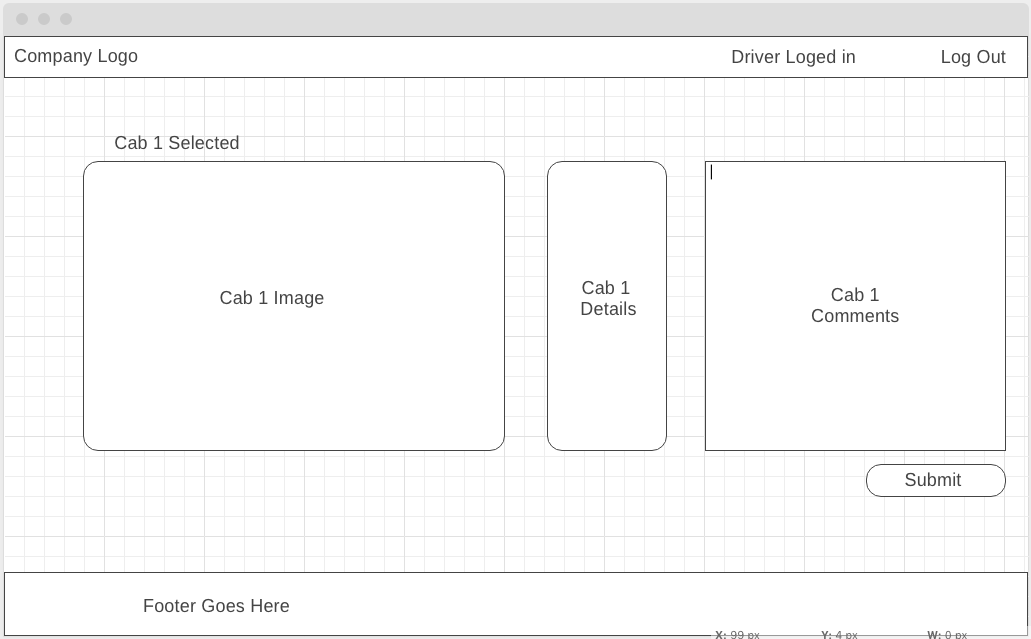 Company Logo
Driver Loged in
Log Out
Cab 1 Selected
Cab 1 Image
Cab 1
Details
Cab 1
Comments
Submit
Footer Goes Here
X: 99 px
Y: 4 px
W: 0 px